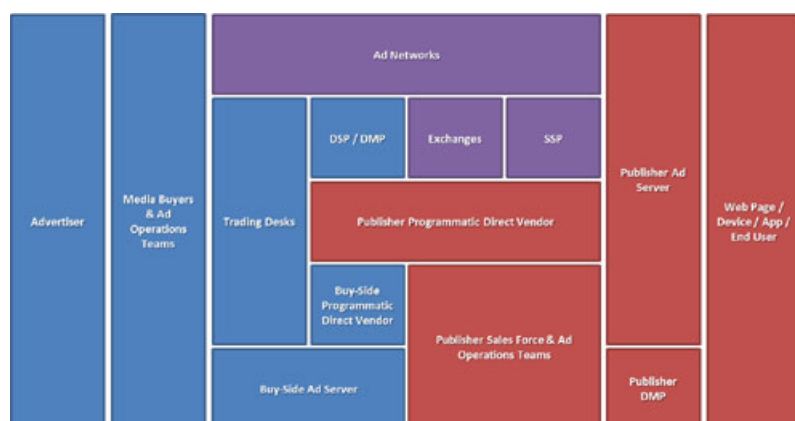 Ad Networks
DSP / DMP
Exchanges
SSP
Publisher Ad
Server
Advertiser
Media Buyers
& Ad
Operations
Teams
Trading Desks
Publisher Programmatic Direct Vendor
Web Page /
Device / App /
End User
Buy-Side
Programmatic
Direct Vendor
Publisher Sales Force & Ad
Operations Teams
Buy-Side Ad Server
Publisher
DMP